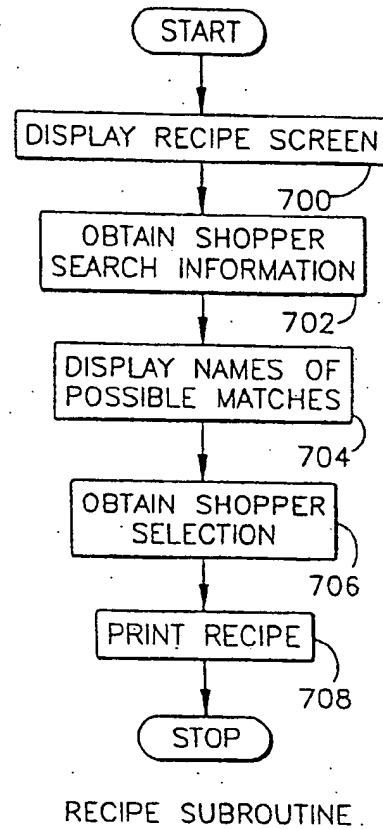 START
DISPLAY RECIPE SCREEN
700
OBTAIN SHOPPER
SEARCH INFORMATION
702
DISPLAY NAMES OF
POSSIBLE MATCHES
704
OBTAIN SHOPPER
SELECTION
706
PRINT RECIPE
708
STOP
RECIPE SUBROUTINE